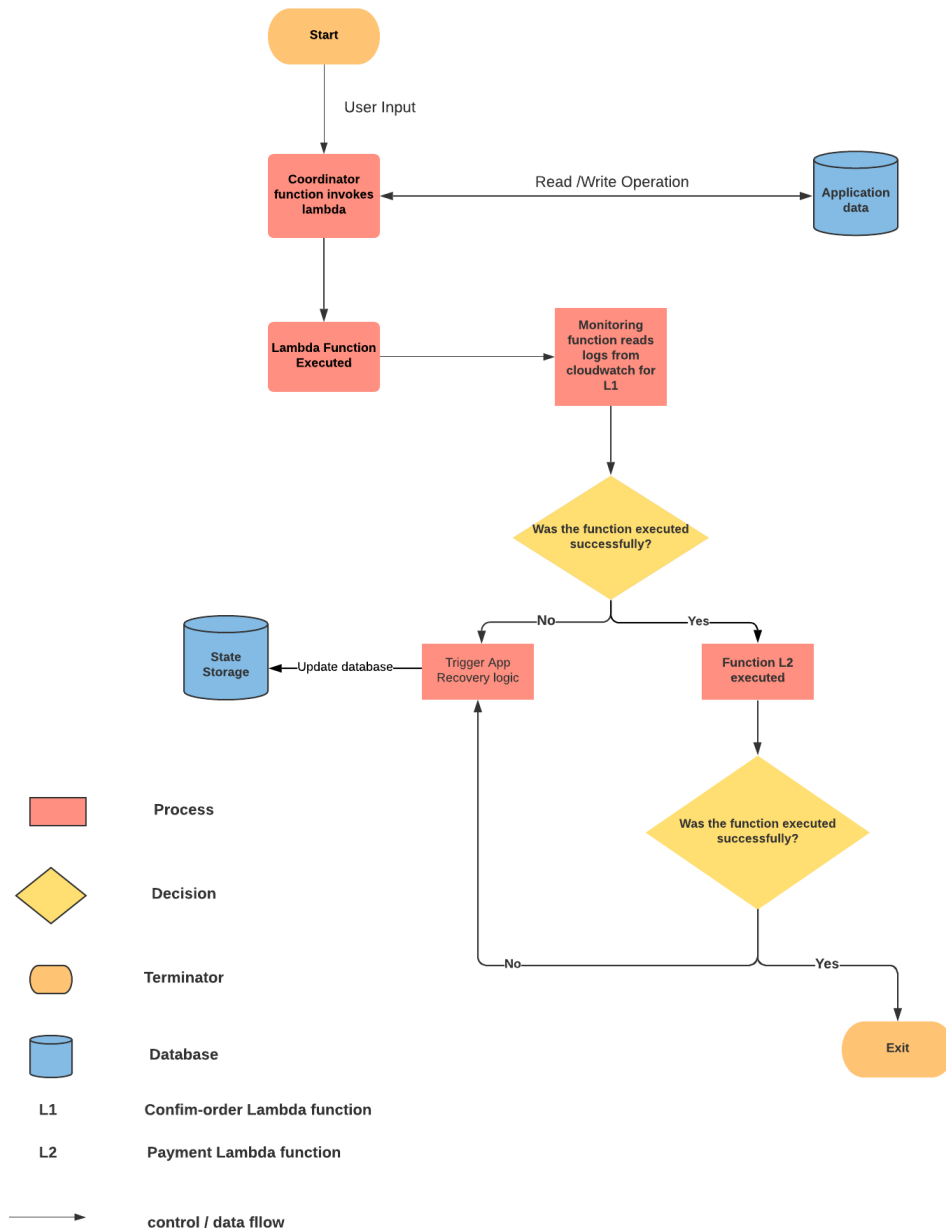 Start
User Input
Coordinator
function invokes
lambda
Read /Write Operation
Application
data
Lambda Function
Executed
Monitoring
function reads
logs from
cloudwatch for
L1
Was the function executed
successfully?
No
Yes
State
Storage
Update database
Trigger App
Recovery logic
Function L2
executed
Was the function executed
successfully?
No
Yes
Exit
Process
Decision
Terminator
Database
L1 Confim-order Lambda function
L2 Payment Lambda function
control / data fllow